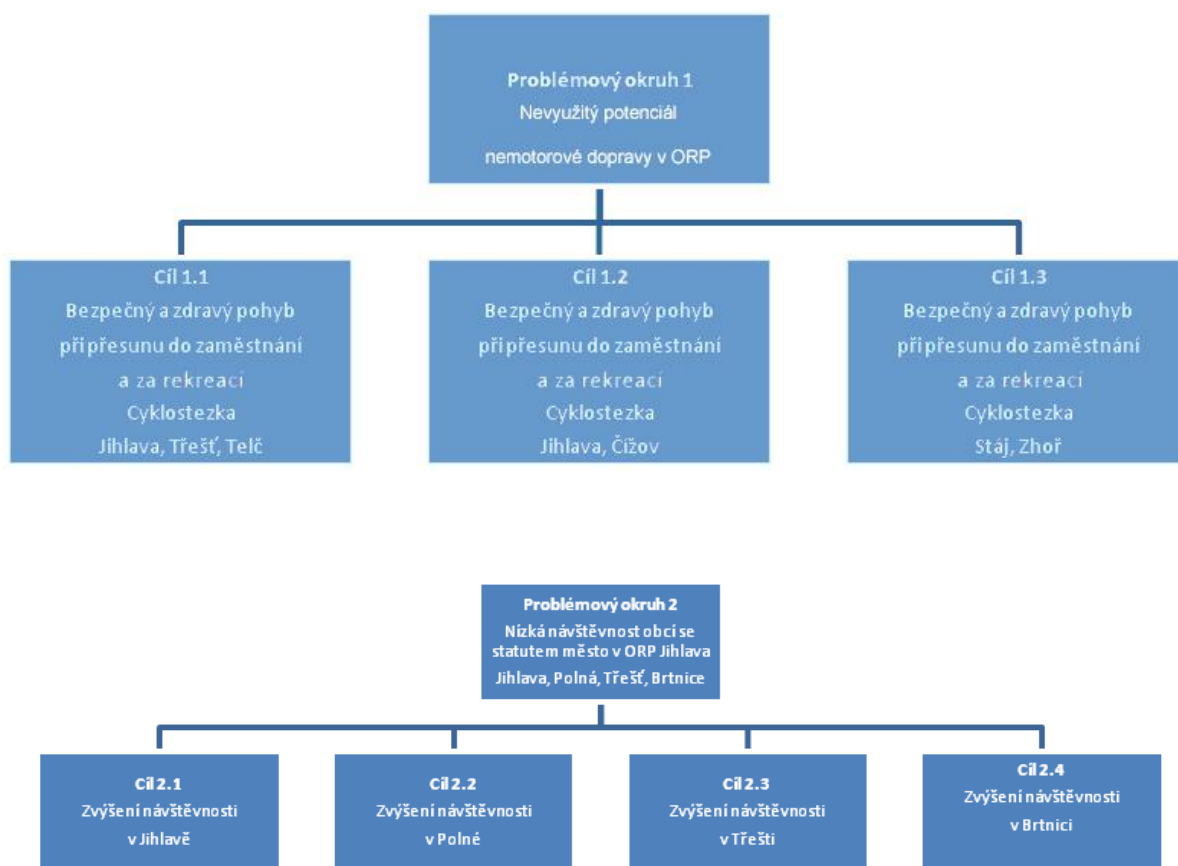 Problémový okruh 1
Nevyužitý potenciál
nemotorové dopravy v ORP
Cíl 1.1
Bezpečný a zdravý pohyb
při přesunu do zaměstnání
a za rekreací
Cyklostezka
Jihlava, Třešť, Telč
Cíl 1.2
Bezpečný a zdravý pohyb
při přesunu do zaměstnání
a za rekreací
Cyklostezka
Jihlava, Čížov
Cíl 1.3
Bezpečný a zdravý pohyb
při přesunu do zaměstnání
a za rekreací
Cyklostezka
Stáj, Zhoř
Problémový okruh 2
Nízká návštěvnost obcí se
statutem město v ORP Jihlava
Jihlava, Polná, Třešť, Brtnice
Cíl 2.1
Zvýšení návštěvnosti
v Jihlavě
Cíl 2.2
Zvýšení návštěvnosti
v Polné
Cíl 2.3
Zvýšení návštěvnosti
v Třešti
Cíl 2.4
Zvýšení návštěvnosti
v Brtnici